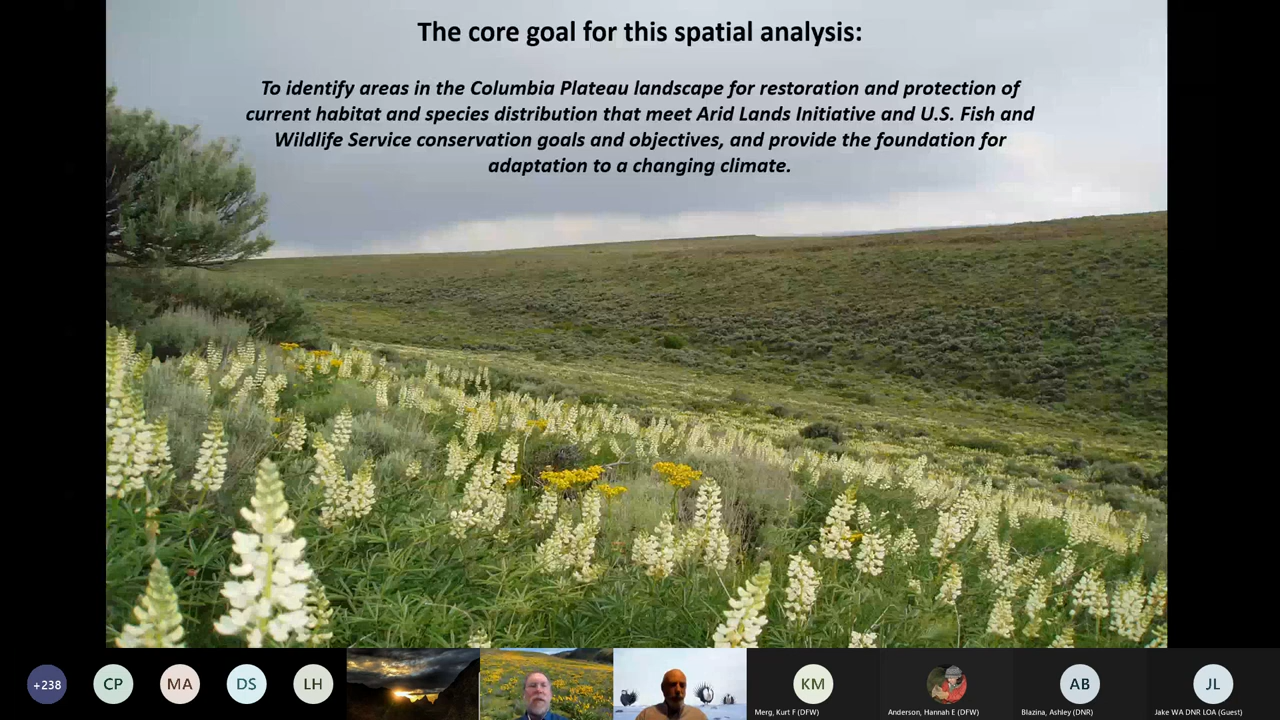 The core goal for this spatial analysis:
To identify areas in the Columbia Plateau landscape for restoration and protection of
current habitat and species distribution that meet Arid Lands Initiative and U.S. Fish and
Wildlife Service conservation goals and objectives, and provide the foundation for
adaptation to a changing climate.
+238
CP
MA
DS
LH
KM
AB
JL
Merg, Kurt F (DFW)
Anderson, Hannah E (DFW)
Blazina, Ashley (DNR)
Jake WA DNR LOA (Guest)